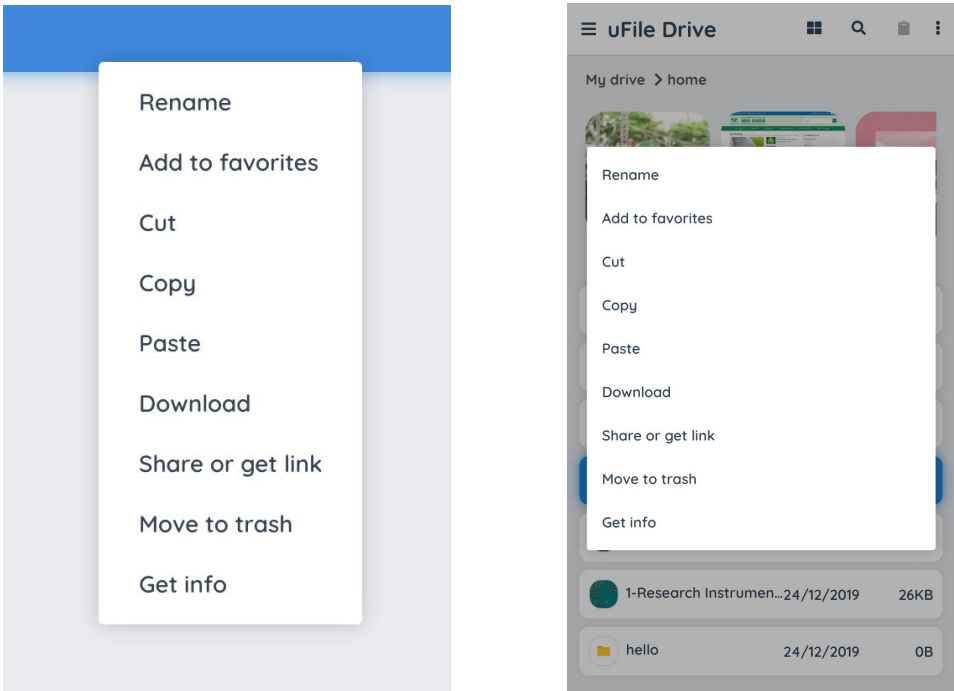 Rename
Add to favorites
Cut
Copy
Paste
Download
Share or get link
Move to trash
Get info
uFile Drive
My drive > home
Rename
Add to favorites
Cut
Copy
Paste
Download
Share or get link
Move to trash
Get info
1-Research Instrumen... 24/12/2019 26KB
hello 24/12/2019 0B